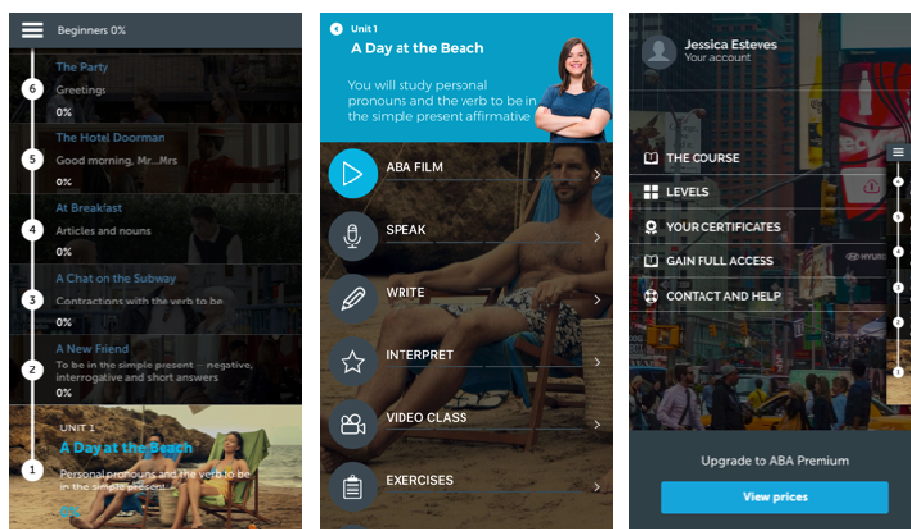 Beginners 0%
The Party
6
Greetings
0%
The Hotel Doorman
5
Good morning, Mr...Mrs
0%
At Breakfast
4
Articles and nouns
0%
A Chat on the Subway
3
Contractions with the verb to be
0%
A New Friend
2
To be in the simple present – negative,
interrogative and short answers
0%
UNIT 1
A Day at the Beach
1
Personal pronouns and the verb to be
in the simple present...
0%
Unit 1
A Day at the Beach
You will study personal
pronouns and the verb to be in
the simple present affirmative
ABA FILM
SPEAK
WRITE
INTERPRET
VIDEO CLASS
EXERCISES
Jessica Esteves
Your account
THE COURSE
LEVELS
YOUR CERTIFICATES
GAIN FULL ACCESS
CONTACT AND HELP
Upgrade to ABA Premium
View prices